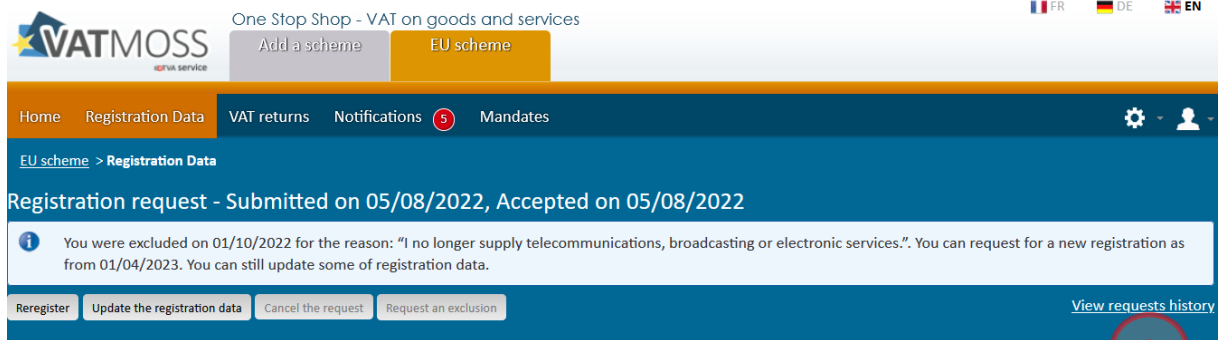 One Stop Shop - VAT on goods and services
FR DE EN
VATMOSS
eTVA service
Add a scheme EU scheme
Home Registration Data VAT returns Notifications 5 Mandates
EU scheme > Registration Data
Registration request - Submitted on 05/08/2022, Accepted on 05/08/2022
You were excluded on 01/10/2022 for the reason: “I no longer supply telecommunications, broadcasting or electronic services.”. You can request for a new registration as
from 01/04/2023. You can still update some of registration data.
Reregister Update the registration data Cancel the request Request an exclusion View requests history